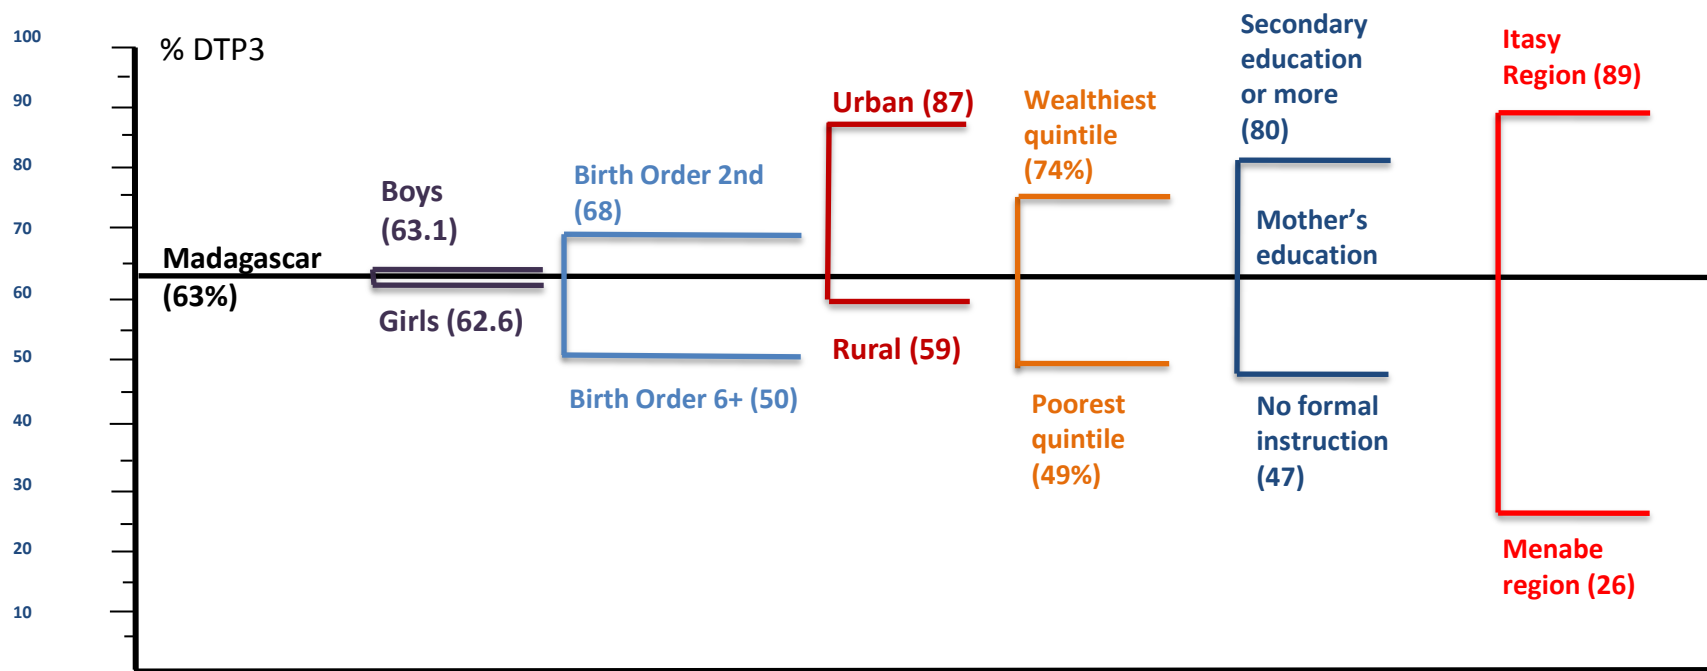 100
90
80
70
60
50
40
30
20
10
% DTP3
Madagascar
(63%)
Boys
(63.1)
Girls (62.6)
Birth Order 2nd
(68)
Birth Order 6+ (50)
Urban (87)
Rural (59)
Wealthiest
quintile
(74%)
Poorest
quintile
(49%)
Secondary
education
or more
(80)
Mother’s
education
No formal
instruction
(47)
Itasy
Region (89)
Menabe
region (26)